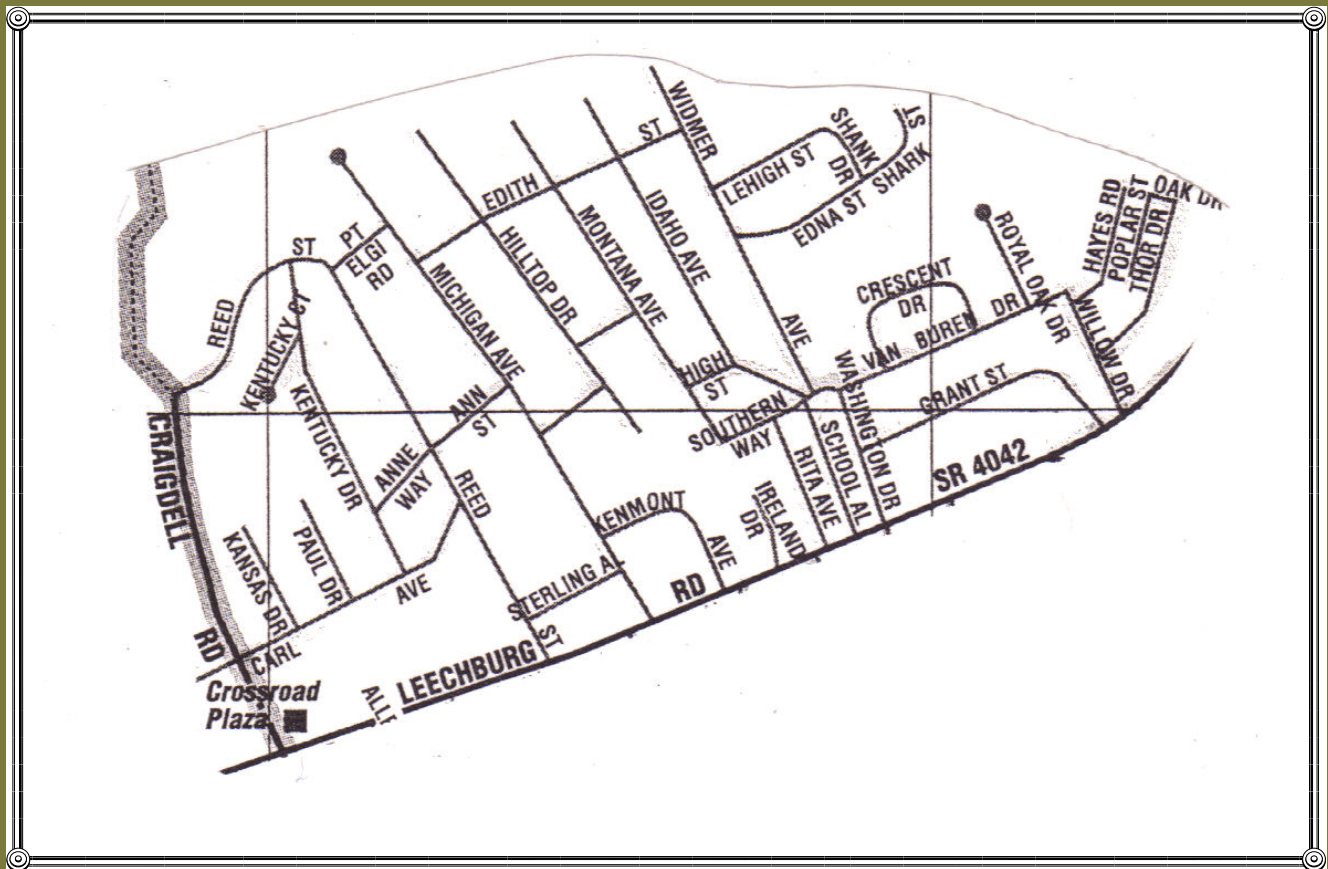 WIDMER
AVE
SHANK
DR
ST
LEHIGH ST
EDNA ST
SHARK
EDITH
ST
IDAHO AVE
MONTANA AVE
HILLTOP DR
MICHIGAN AVE
PT
ELGI
RD
ST
REED
KENTUCKY CT
KENTUCKY DR
HAYES RD
POPLAR ST
THOR DR
OAK DR
ROYAL OAK DR
WILLOW DR
CRESCENT
DR
VAN BUREN DR
GRANT ST
WASHINGTON DR
HIGH
ST
SOUTHERN
WAY
SCHOOL AL
RITA AVE
IRELAND
DR
ANN
ST
ANNE
WAY
REED
ST
KENMONT
AVE
STERLING A
PAUL DR
KANSAS DR
CARL
AVE
CRAIGDELL
RD
LEECHBURG
RD
SR 4042
Crossroad
Plaza